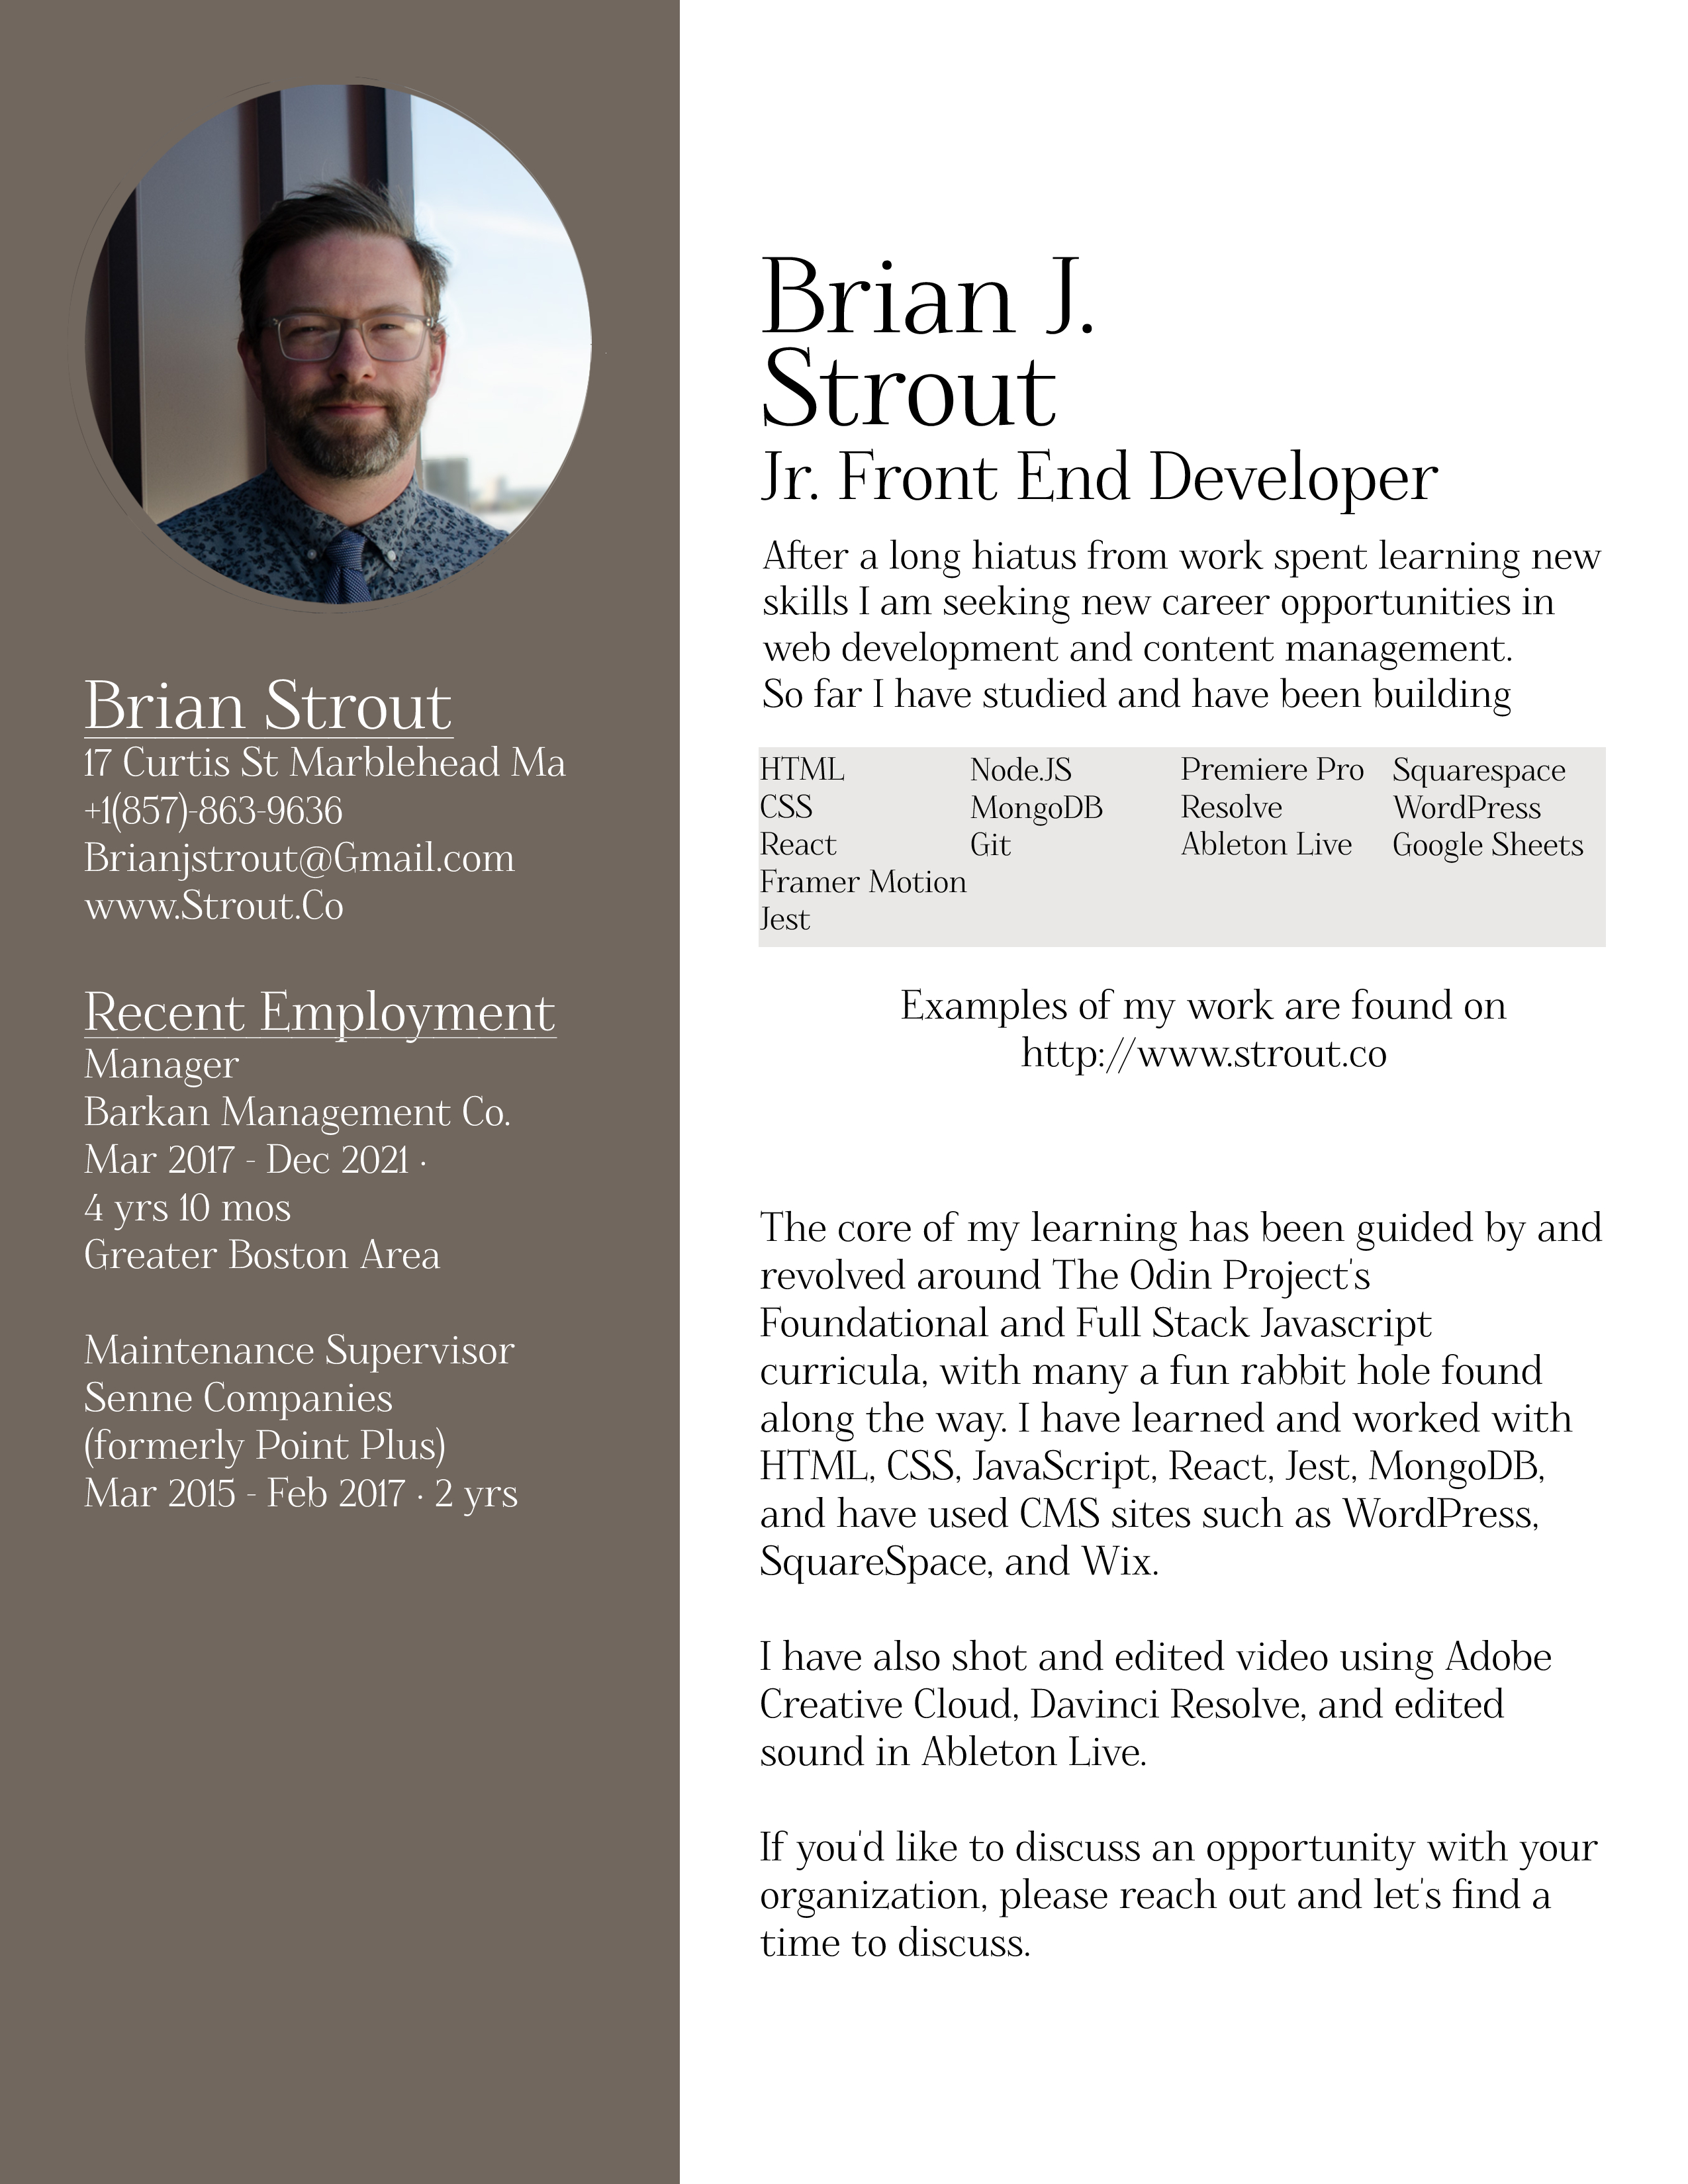 Brian Strout
17 Curtis St Marblehead Ma
+1(857)-863-9636
Brianjstrout@Gmail.com
www.Strout.Co
Recent Employment
Manager
Barkan Management Co.
Mar 2017 - Dec 2021 ·
4 yrs 10 mos
Greater Boston Area
Maintenance Supervisor
Senne Companies
(formerly Point Plus)
Mar 2015 - Feb 2017 · 2 yrs
Brian J.
Strout
Jr. Front End Developer
After a long hiatus from work spent learning new
skills I am seeking new career opportunities in
web development and content management.
So far I have studied and have been building
HTML NodeJS Premiere Pro Squarespace
CSS MongoDB Resolve WordPress
React Git Ableton Live Google Sheets
Framer Motion
Jest
Examples of my work are found on
http://www.strout.co
The core of my learning has been guided by and
revolved around The Odin Project's
Foundational and Full Stack Javascript
curricula, with many a fun rabbit hole found
along the way. I have learned and worked with
HTML, CSS, JavaScript, React, Jest, MongoDB,
and have used CMS sites such as WordPress,
SquareSpace, and Wix.
I have also shot and edited video using Adobe
Creative Cloud, Davinci Resolve, and edited
sound in Ableton Live.
If you'd like to discuss an opportunity with your
organization, please reach out and let's find a
time to discuss.